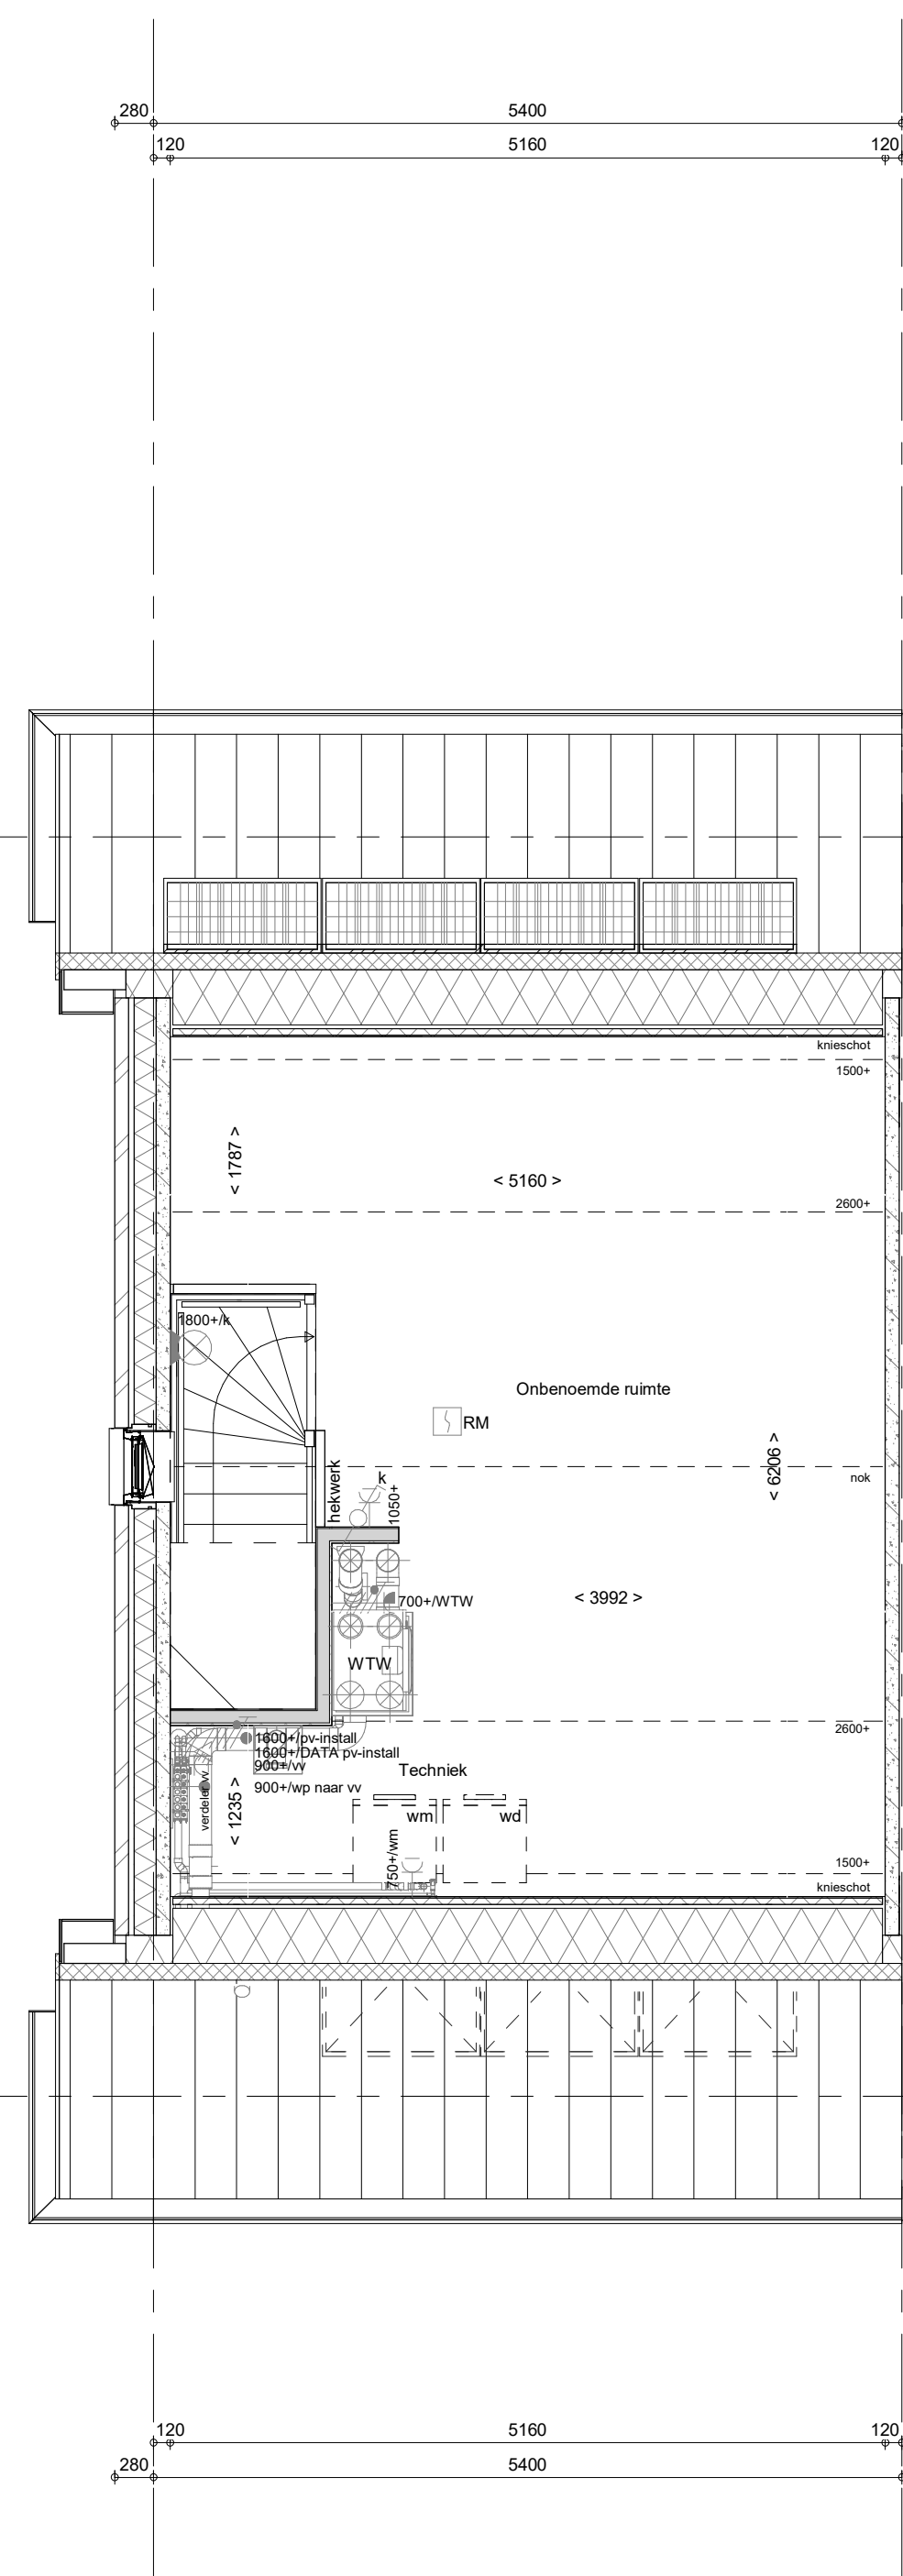 280
5400
120
5160
120
knieschot
1500+
< 1787 >
< 5160 >
2600+
1800+/k
Onbenoemde ruimte
RM
< 6206 >
hekwerk
k
1050+
nok
700+/WTW
< 3992 >
WTW
2600+
1600+/pv-install
1600+/DATA pv-install
900+/vv
900+/wp naar vv
verdeler vv
< 1235 >
Techniek
wm
wd
750+/wm
1500+
knieschot
120
5160
120
280
5400